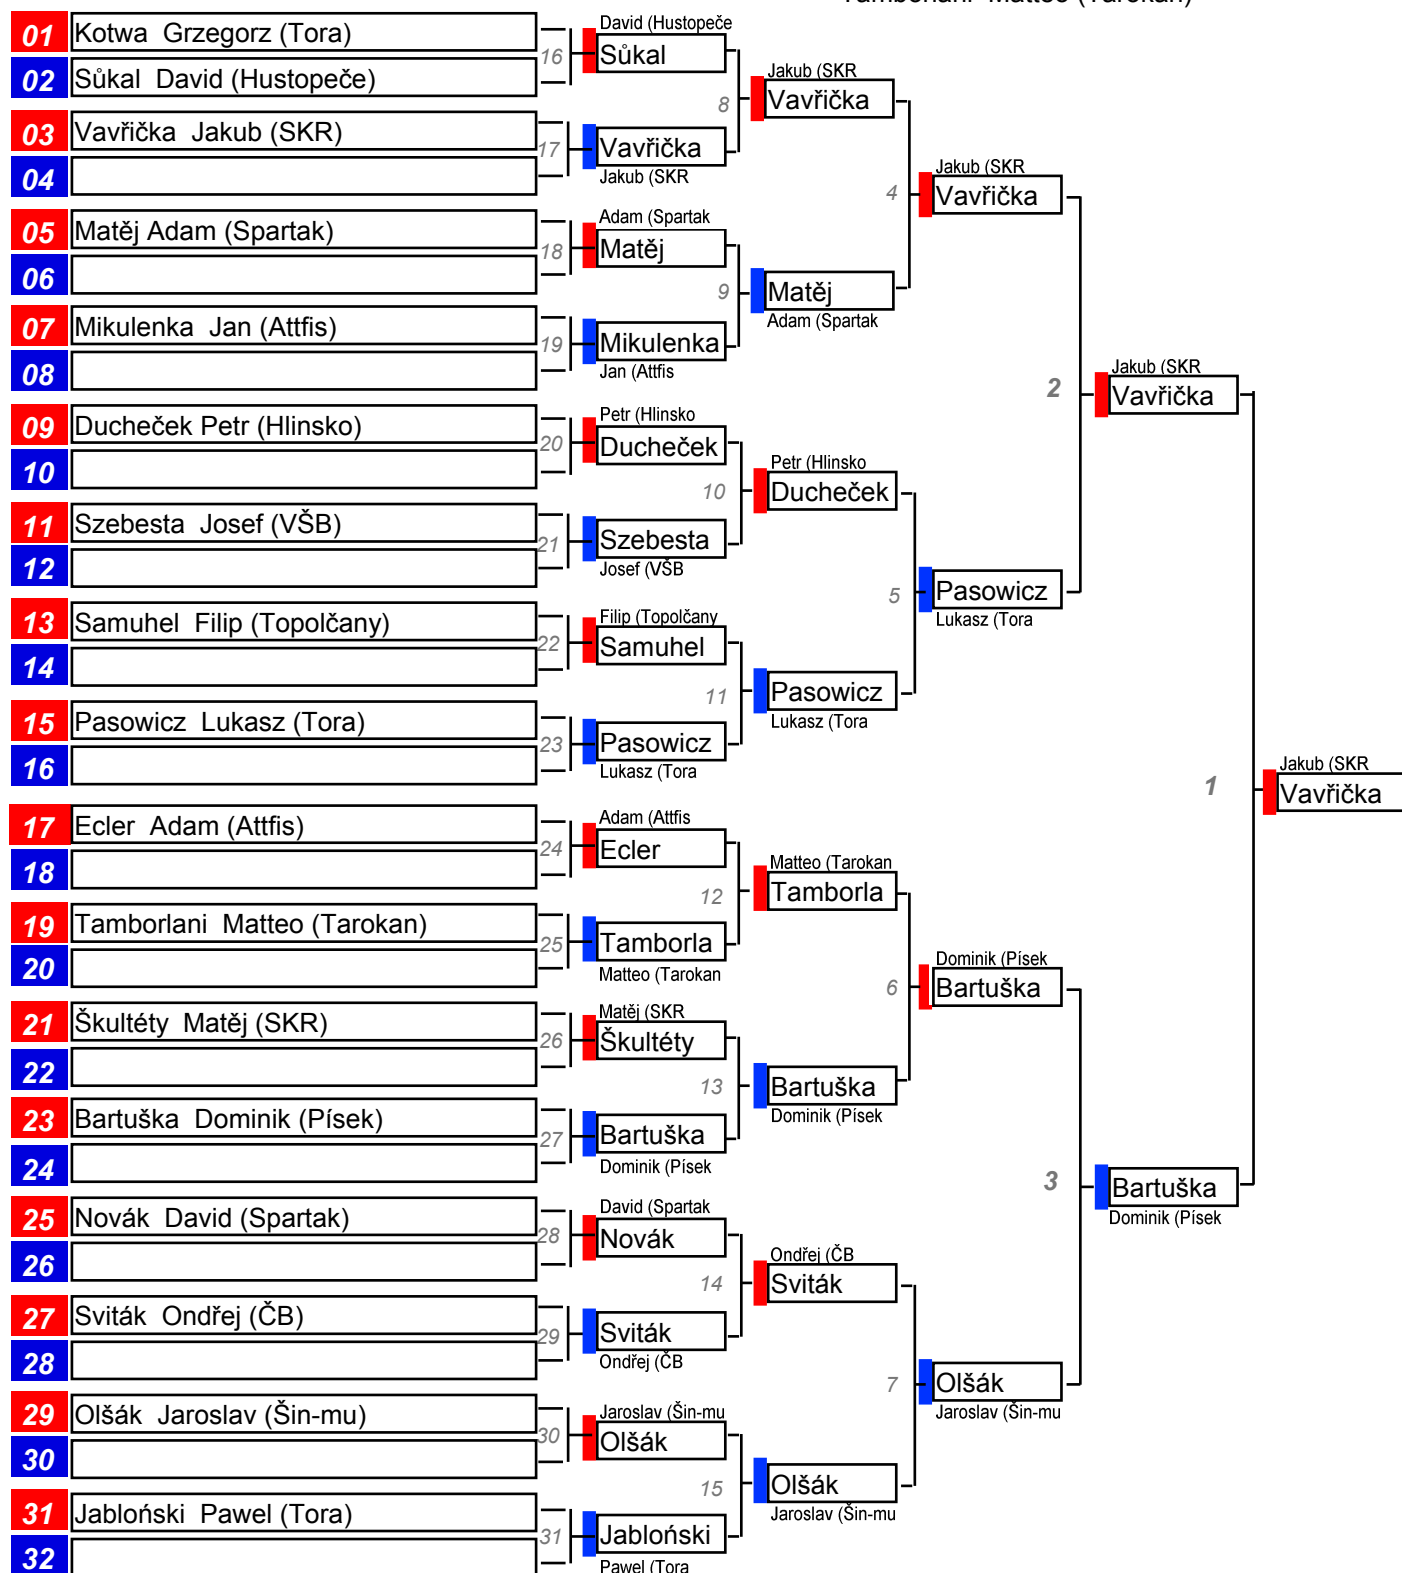 Tamborlani  Matteo (Tarokan)
01 Kotwa  Grzegorz (Tora)
02 Sůkal  David (Hustopeče)
03 Vavřička  Jakub (SKR)
04
05 Matěj Adam (Spartak)
06
07 Mikulenka  Jan (Attfis)
08
09 Ducheček Petr (Hlinsko)
10
11 Szebesta  Josef (VŠB)
12
13 Samuhel  Filip (Topolčany)
14
15 Pasowicz  Lukasz (Tora)
16
17 Ecler  Adam (Attfis)
18
19 Tamborlani  Matteo (Tarokan)
20
21 Škultéty  Matěj (SKR)
22
23 Bartuška  Dominik (Písek)
24
25 Novák  David (Spartak)
26
27 Sviták  Ondřej (ČB)
28
29 Olšák  Jaroslav (Šin-mu)
30
31 Jabloński  Pawel (Tora)
32
16
17
18
19
20
21
22
23
24
25
26
27
28
29
30
31
David (Hustopeče
Sůkal
Vavřička
Jakub (SKR
Adam (Spartak
Matěj
Mikulenka
Jan (Attfis
Petr (Hlinsko
Ducheček
Szebesta
Josef (VŠB
Filip (Topolčany
Samuhel
Pasowicz
Lukasz (Tora
Adam (Attfis
Ecler
Tamborla
Matteo (Tarokan
Matěj (SKR
Škultéty
Bartuška
Dominik (Písek
David (Spartak
Novák
Sviták
Ondřej (ČB
Jaroslav (Šin-mu
Olšák
Jabloński
Pawel (Tora
8
9
10
11
12
13
14
15
Jakub (SKR
Vavřička
Matěj
Adam (Spartak
Petr (Hlinsko
Ducheček
Pasowicz
Lukasz (Tora
Matteo (Tarokan
Tamborla
Bartuška
Dominik (Písek
Ondřej (ČB
Sviták
Olšák
Jaroslav (Šin-mu
4
5
6
7
Jakub (SKR
Vavřička
Pasowicz
Lukasz (Tora
Dominik (Písek
Bartuška
Olšák
Jaroslav (Šin-mu
2
3
Jakub (SKR
Vavřička
Bartuška
Dominik (Písek
1
Jakub (SKR
Vavřička